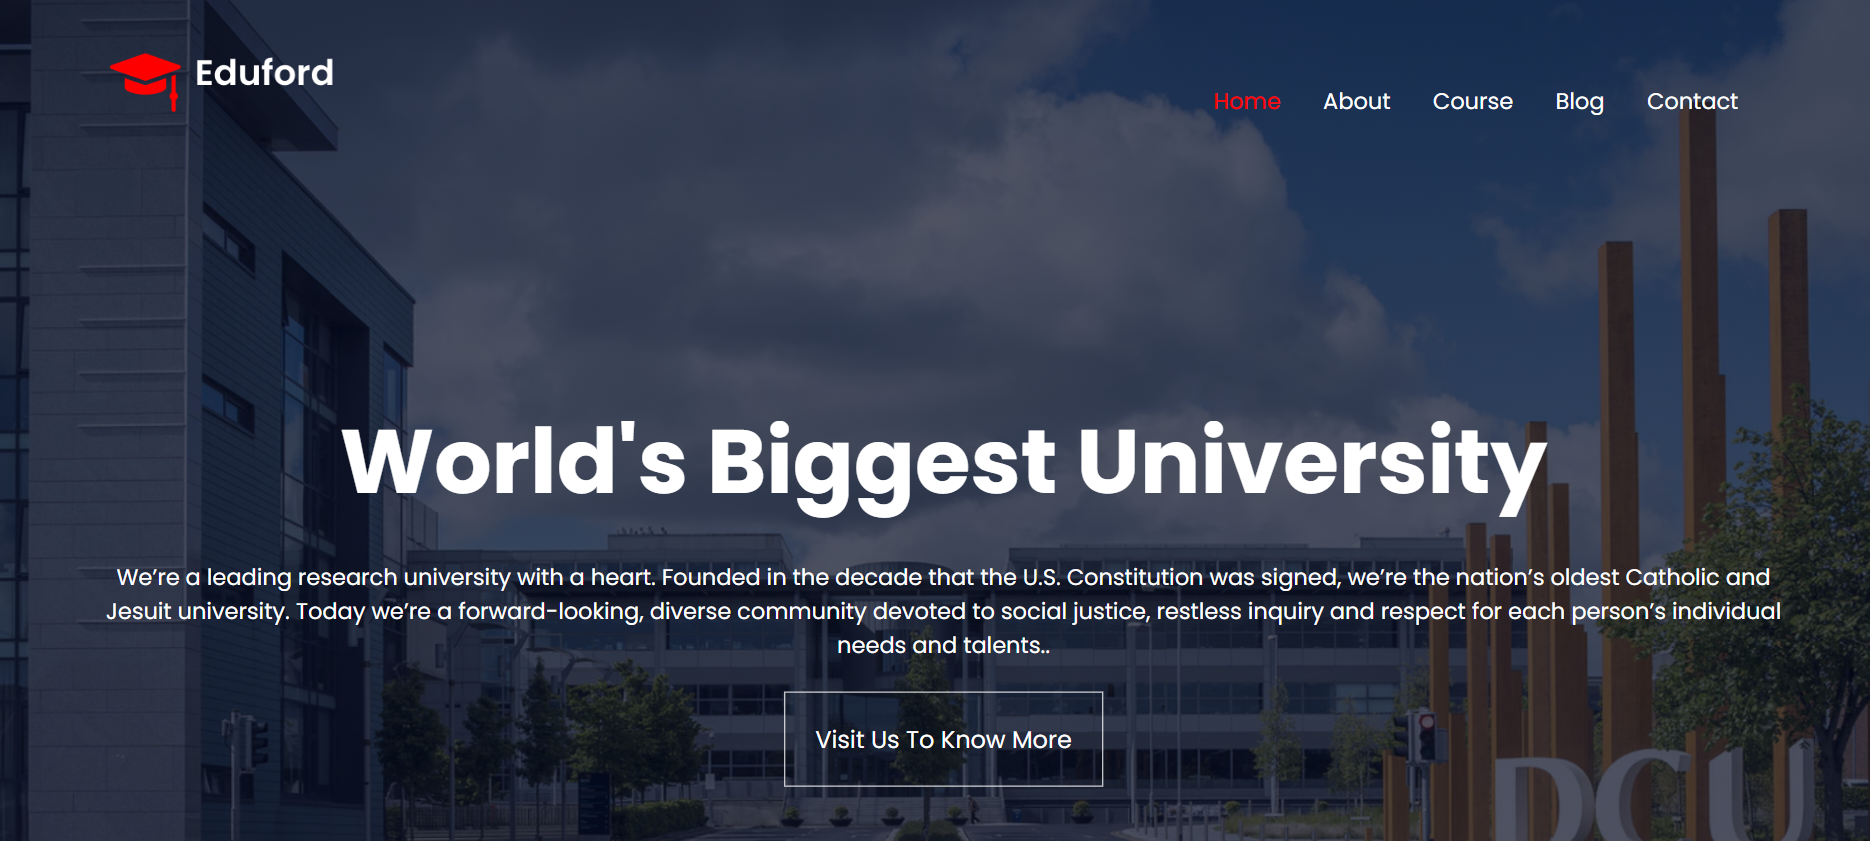 Eduford
Home About Course Blog Contact
World's Biggest University
We’re a leading research university with a heart. Founded in the decade that the U.S. Constitution was signed, we’re the nation’s oldest Catholic and
Jesuit university. Today we’re a forward-looking, diverse community devoted to social justice, restless inquiry and respect for each person’s individual
needs and talents..
Visit Us To Know More
DCU